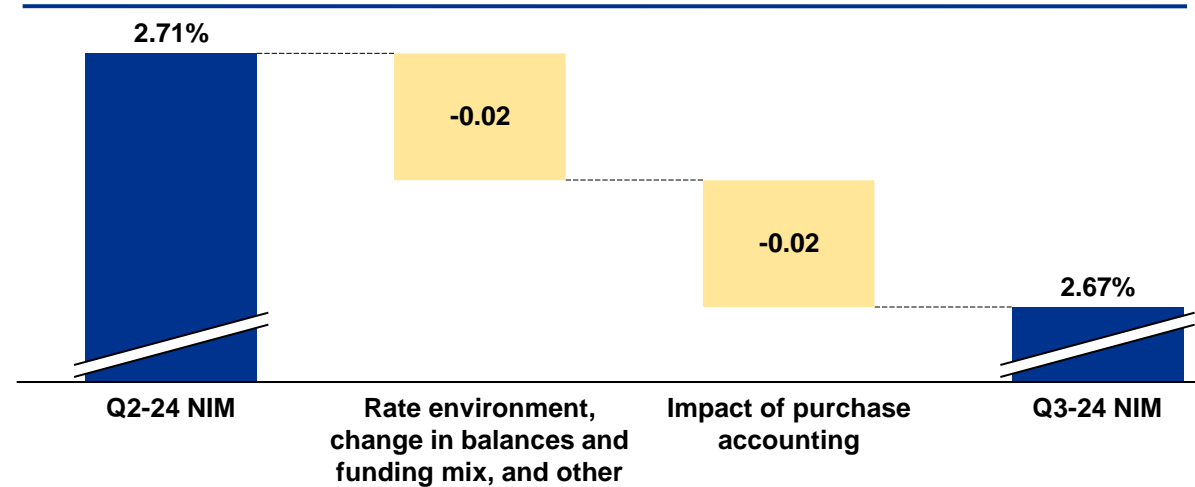 2.71%
-0.02
-0.02
2.67%
Q2-24 NIM
Rate environment,
change in balances and
funding mix, and other
Impact of purchase
accounting
Q3-24 NIM